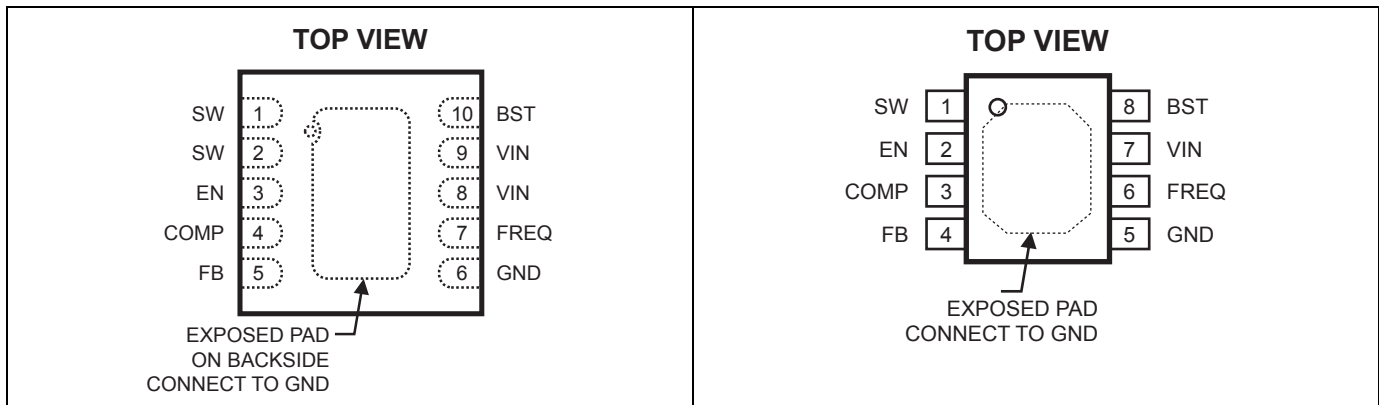 TOP VIEW
SW 1 10 BST
SW 2 9 VIN
EN 3 8 VIN
COMP 4 7 FREQ
FB 5 6 GND
EXPOSED PAD
ON BACKSIDE
CONNECT TO GND
TOP VIEW
SW 1 8 BST
EN 2 7 VIN
COMP 3 6 FREQ
FB 4 5 GND
EXPOSED PAD
CONNECT TO GND